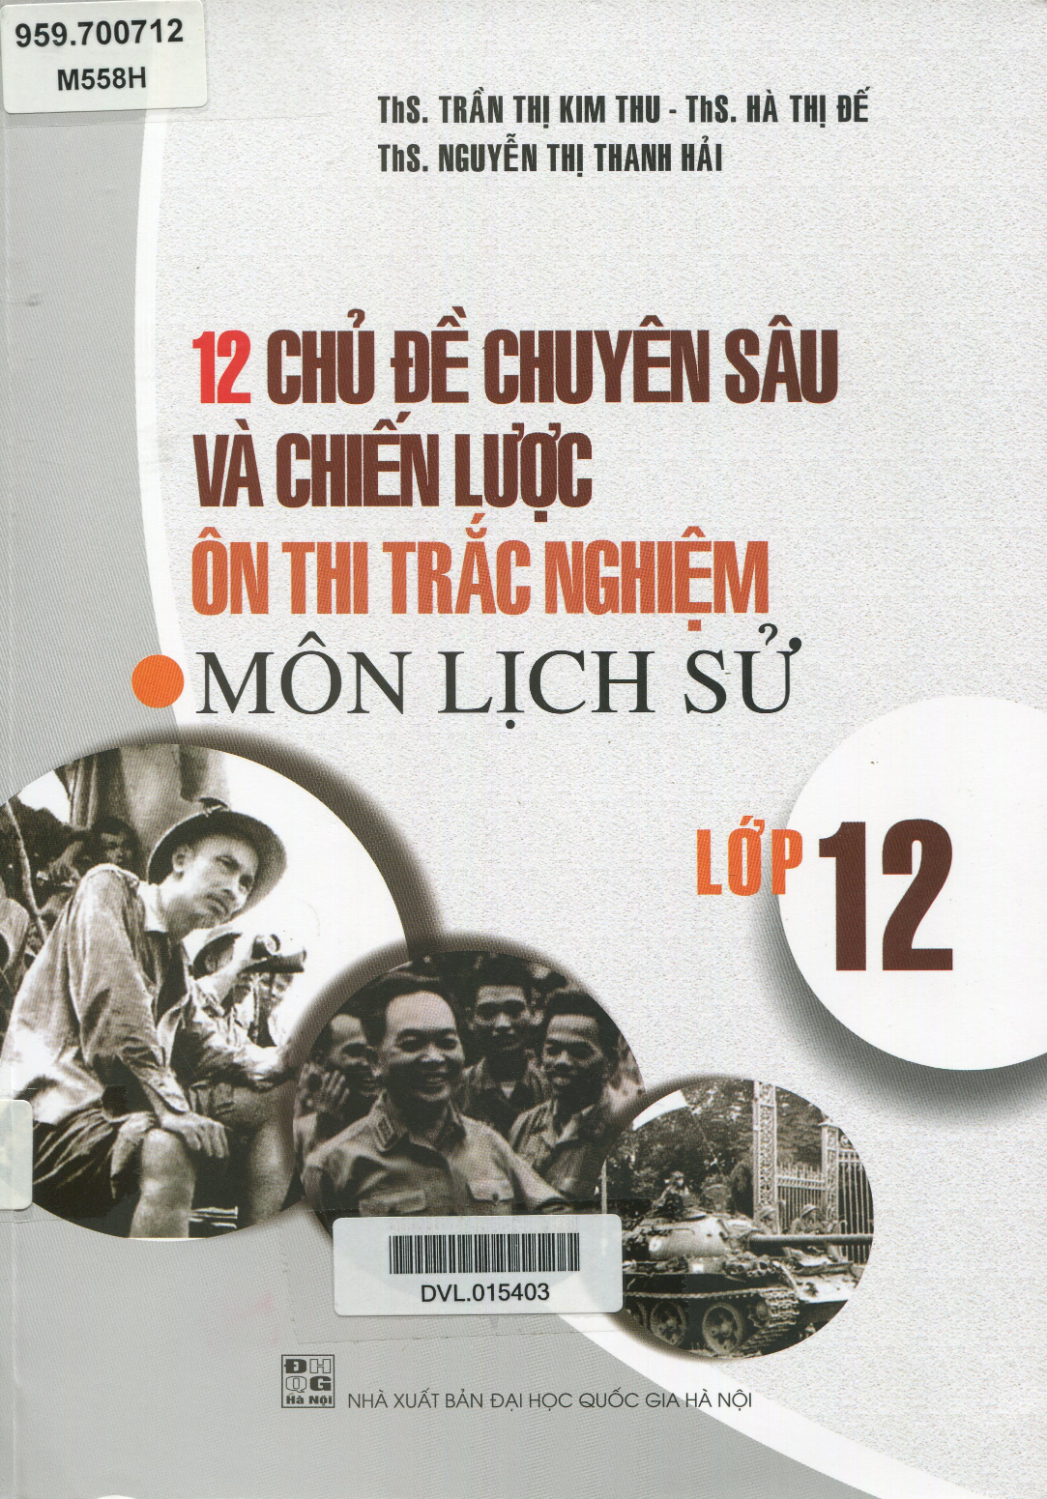 959.700712
M558H
ThS. TRẦN THỊ KIM THU - ThS. HÀ THỊ ĐẾ
ThS. NGUYỄN THỊ THANH HẢI
12 CHỦ ĐỀ CHUYÊN SÂU
VÀ CHIẾN LƯỢC
ÔN THI TRẮC NGHIỆM
MÔN LỊCH SỬ
LỚP 12
DVL.015403
ĐH
QG
Hà Nội
NHÀ XUẤT BẢN ĐẠI HỌC QUỐC GIA HÀ NỘI